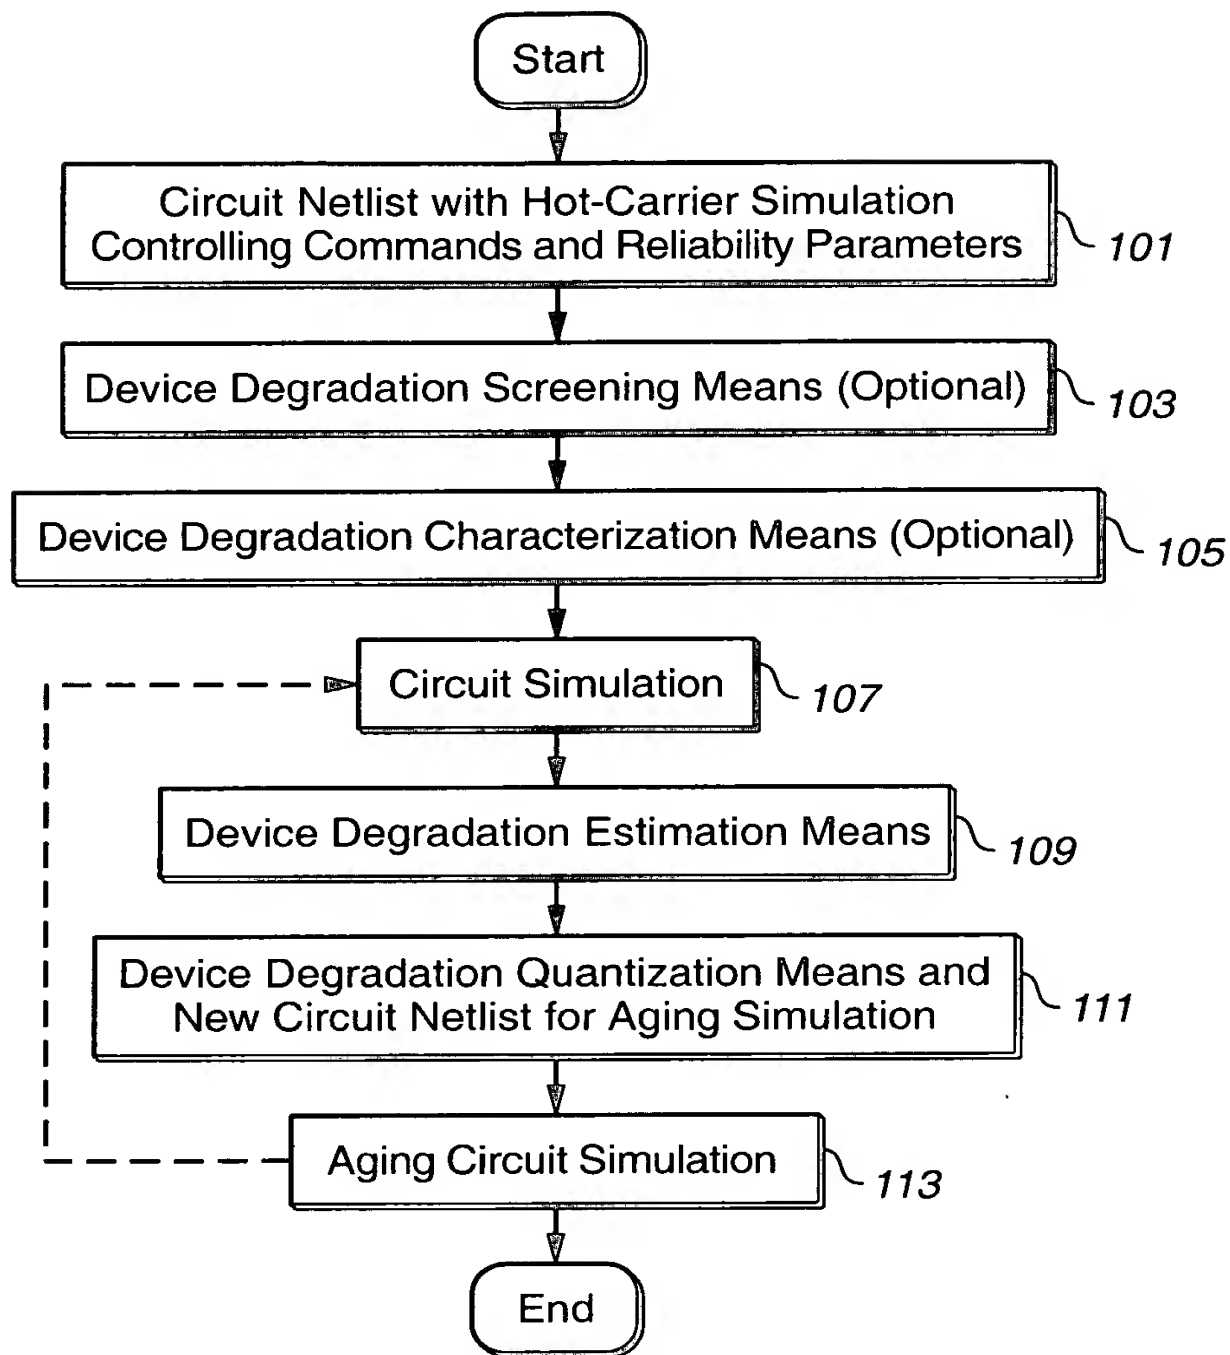 Start
Circuit Netlist with Hot-Carrier Simulation
Controlling Commands and Reliability Parameters
101
Device Degradation Screening Means (Optional)
103
Device Degradation Characterization Means (Optional)
105
Circuit Simulation
107
Device Degradation Estimation Means
109
Device Degradation Quantization Means and
New Circuit Netlist for Aging Simulation
111
Aging Circuit Simulation
113
End